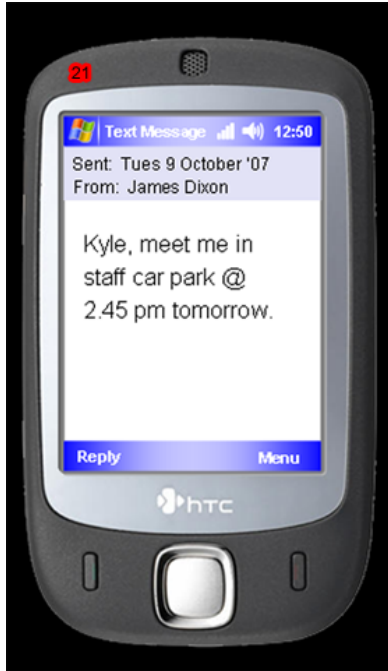 21
Text Message 12:50
Sent: Tues 9 October '07
From: James Dixon
Kyle, meet me in
staff car park @
2.45 pm tomorrow.
Reply Menu
hTC